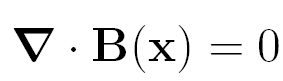 ∇ · B(x) = 0